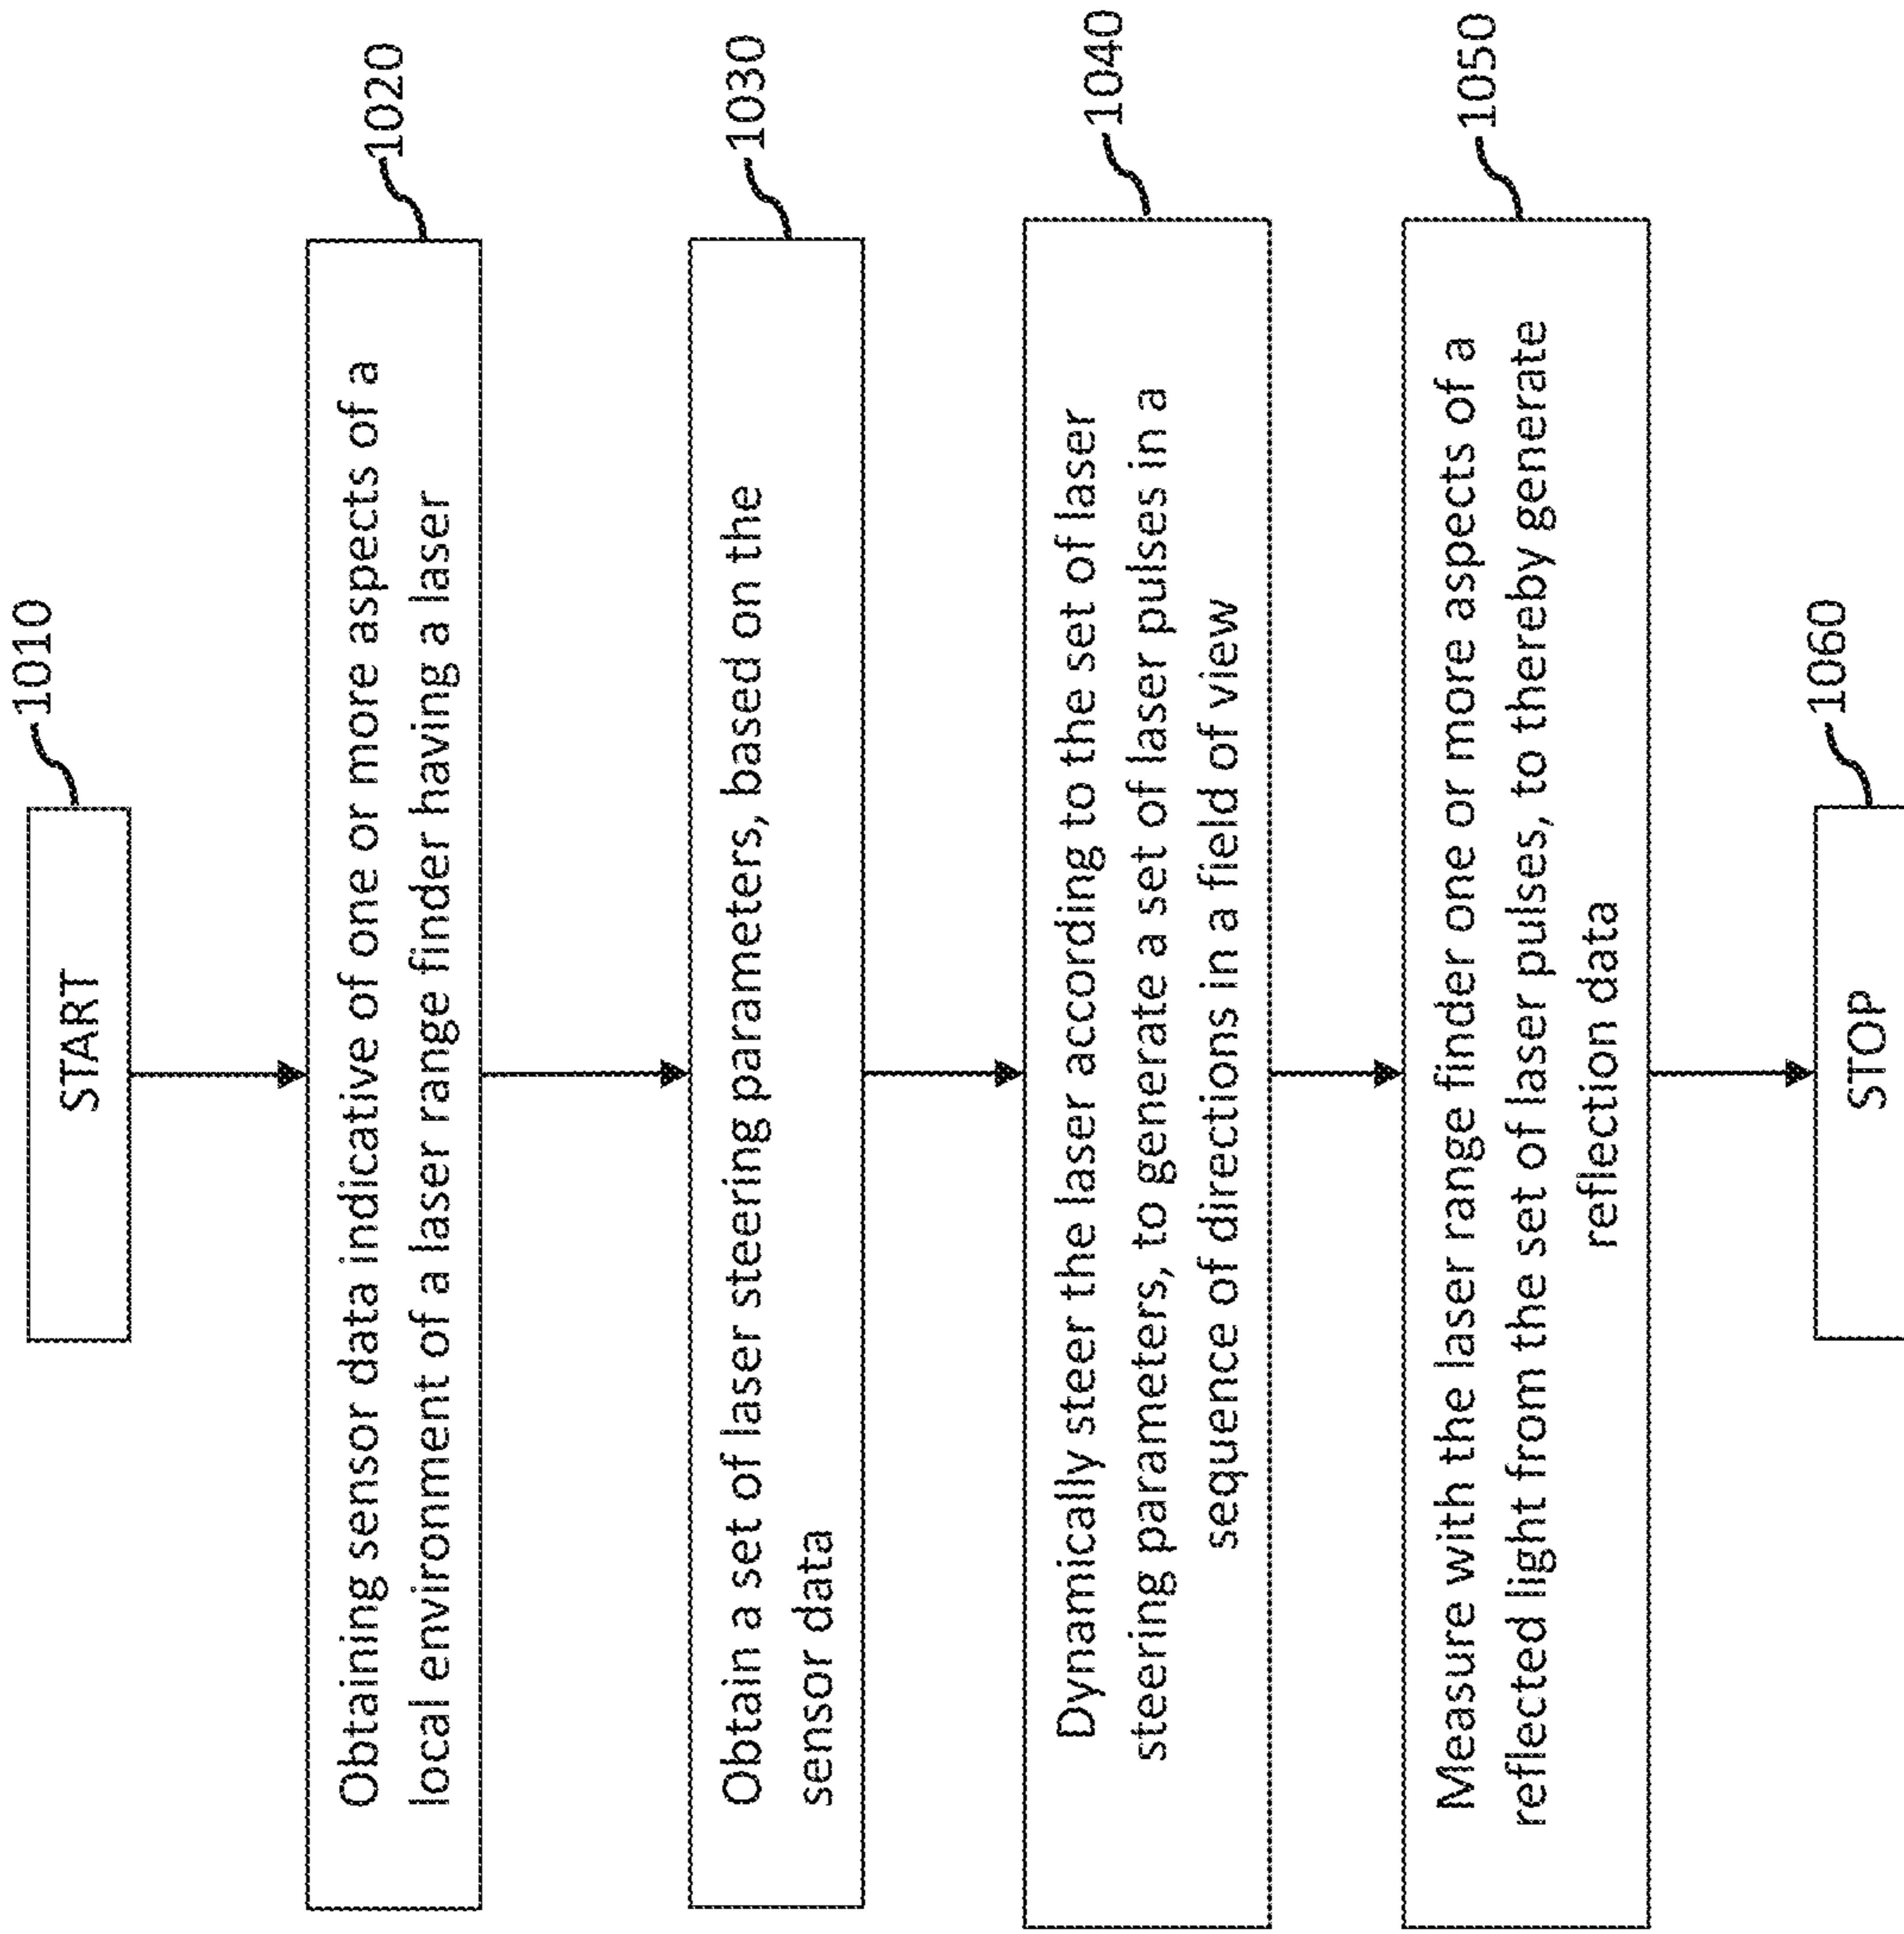 START
1010
Obtaining sensor data indicative of one or more aspects of a
local environment of a laser range finder having a laser
1020
Obtain a set of laser steering parameters, based on the
sensor data
1030
Dynamically steer the laser according to the set of laser
steering parameters, to generate a set of laser pulses in a
sequence of directions in a field of view
1040
Measure with the laser range finder one or more aspects of a
reflected light from the set of laser pulses, to thereby generate
reflection data
1050
STOP
1060